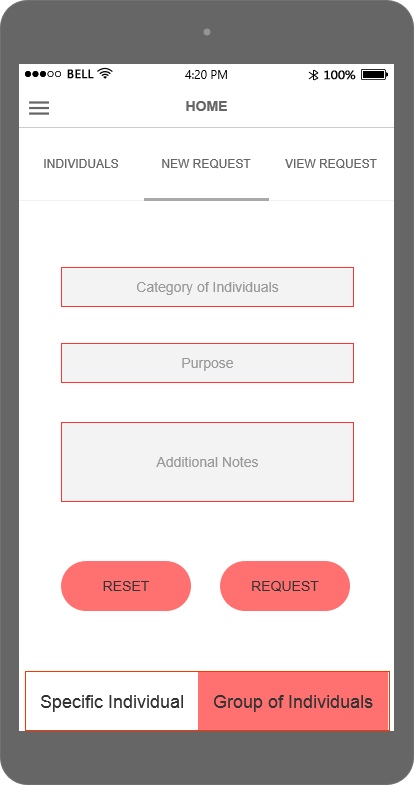 BELL 4:20 PM 100%
HOME
INDIVIDUALS NEW REQUEST VIEW REQUEST
Category of Individuals
Purpose
Additional Notes
RESET REQUEST
Specific Individual Group of Individuals